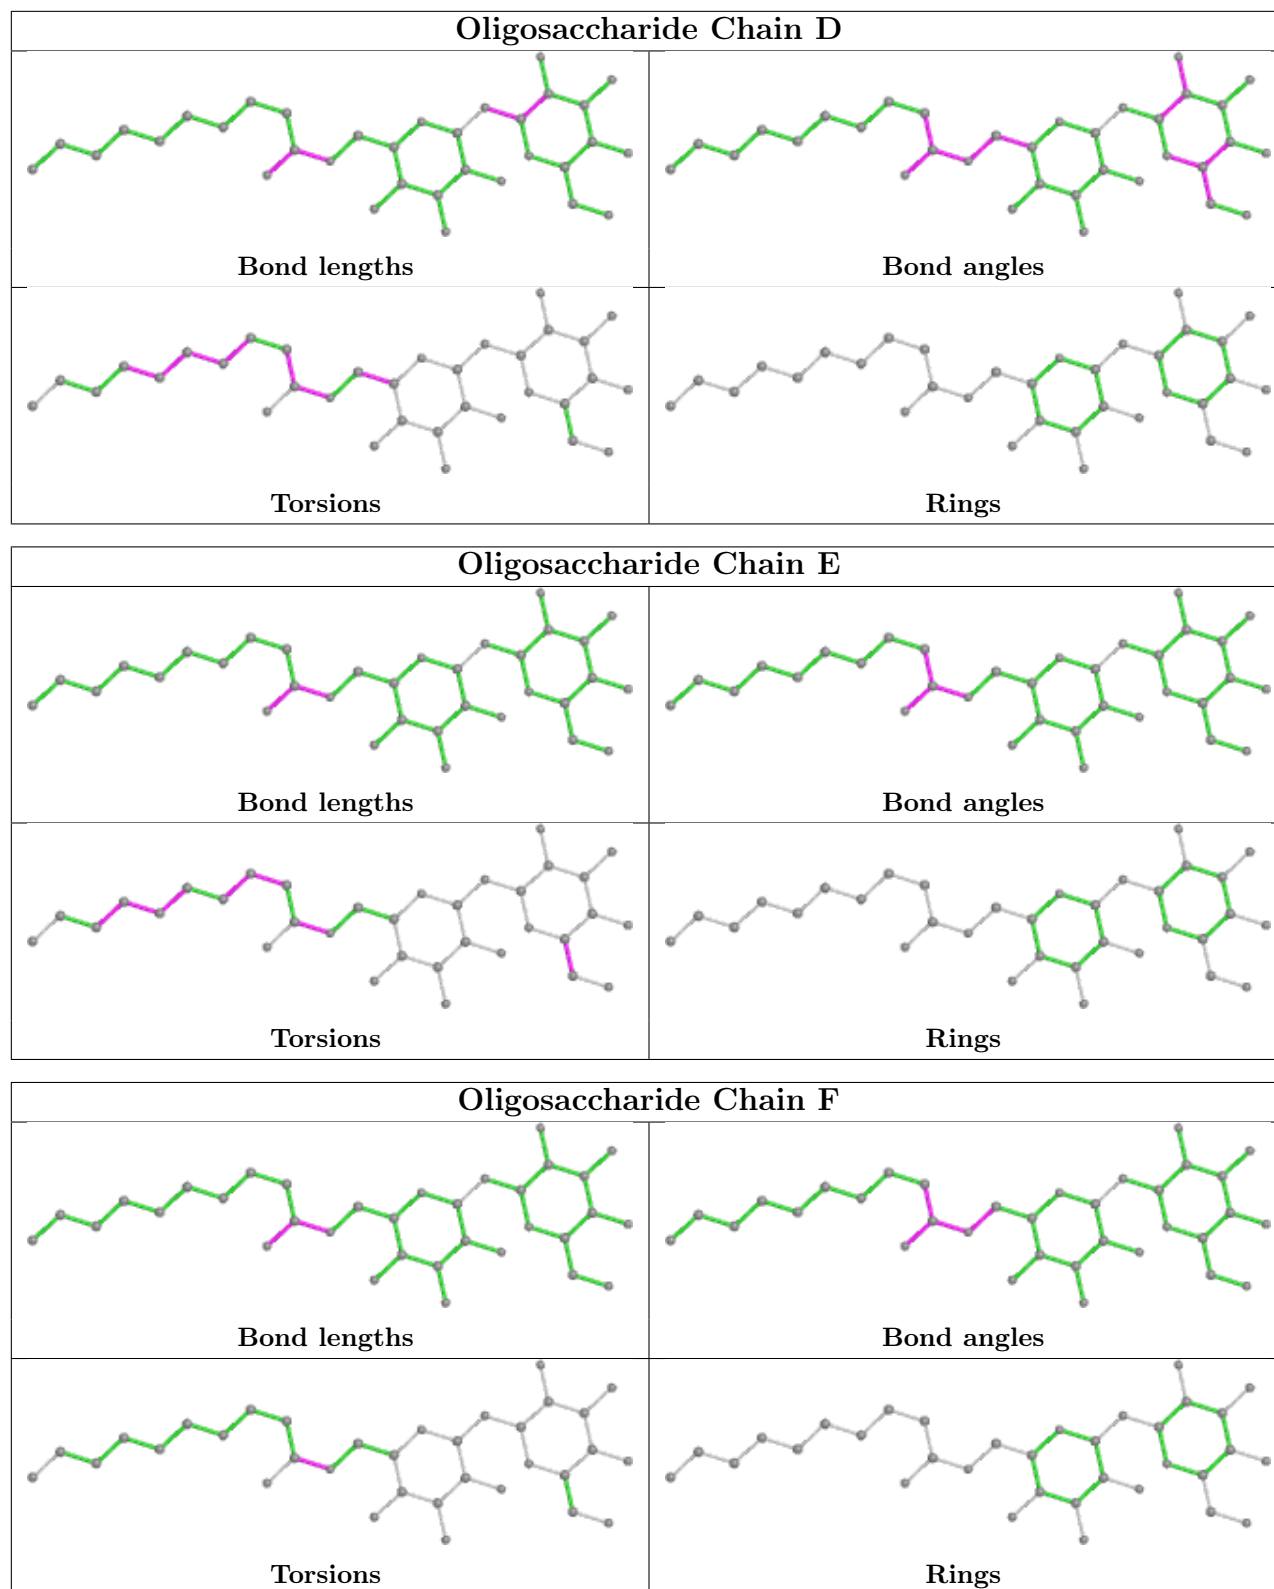 Oligosaccharide Chain D
Bond lengths
Bond angles
Torsions
Rings
Oligosaccharide Chain E
Bond lengths
Bond angles
Torsions
Rings
Oligosaccharide Chain F
Bond lengths
Bond angles
Torsions
Rings